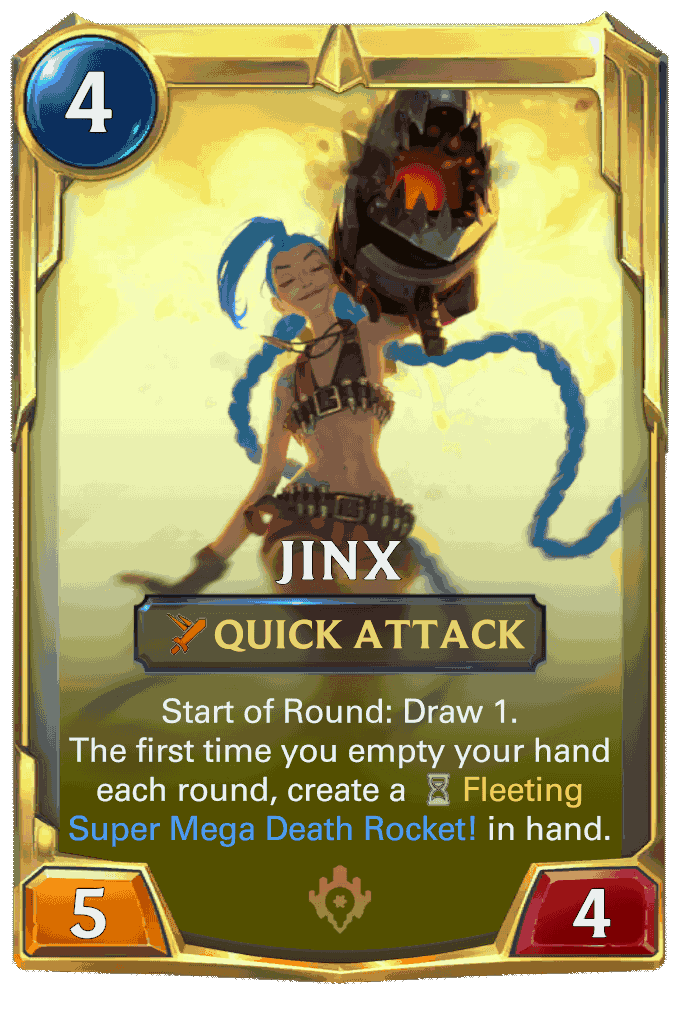 4
JINX
QUICK ATTACK
Start of Round: Draw 1.
The first time you empty your hand
each round, create a Fleeting
Super Mega Death Rocket! in hand.
5 4